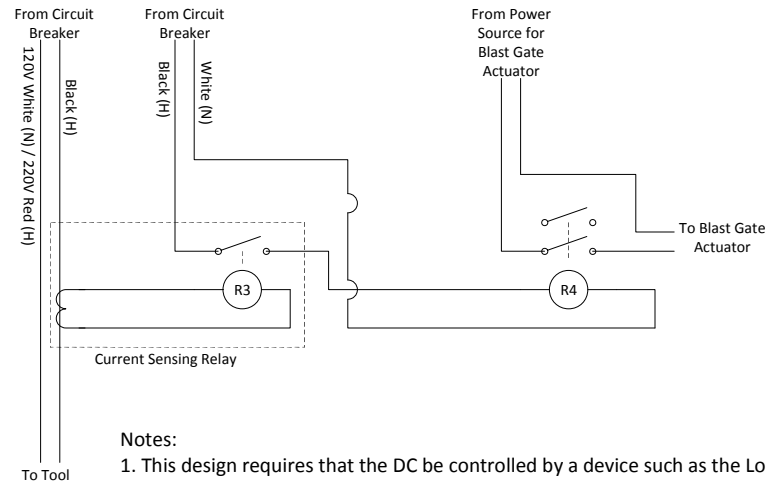 From Circuit
Breaker
From Circuit
Breaker
From Power
Source for
Blast Gate
Actuator
120V White (N) / 220V Red (H)
Black (H)
Black (H)
White (N)
To Blast Gate
Actuator
R3
R4
Current Sensing Relay
To Tool
Notes:
1. This design requires that the DC be controlled by a device such as the Lo